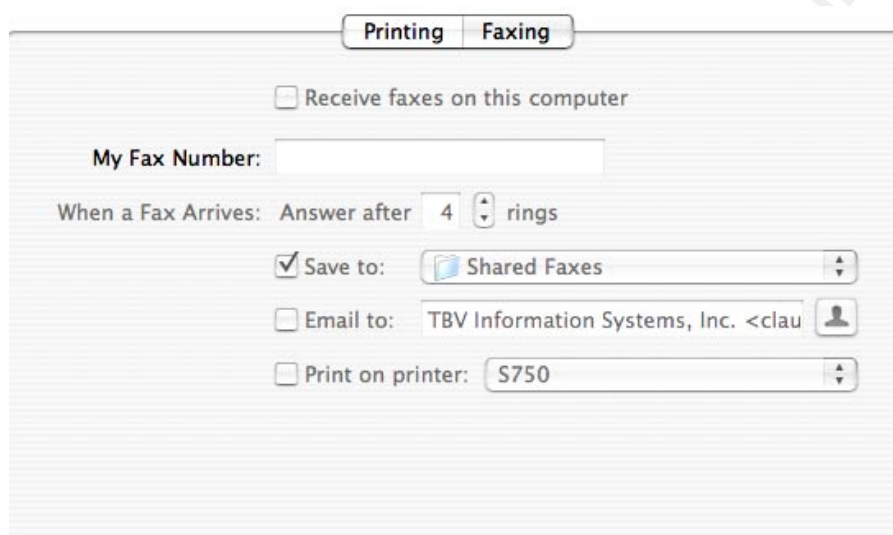 Printing Faxing
Receive faxes on this computer
My Fax Number:
When a Fax Arrives: Answer after 4 rings
Save to: Shared Faxes
Email to: TBV Information Systems, Inc. <clau
Print on printer: S750